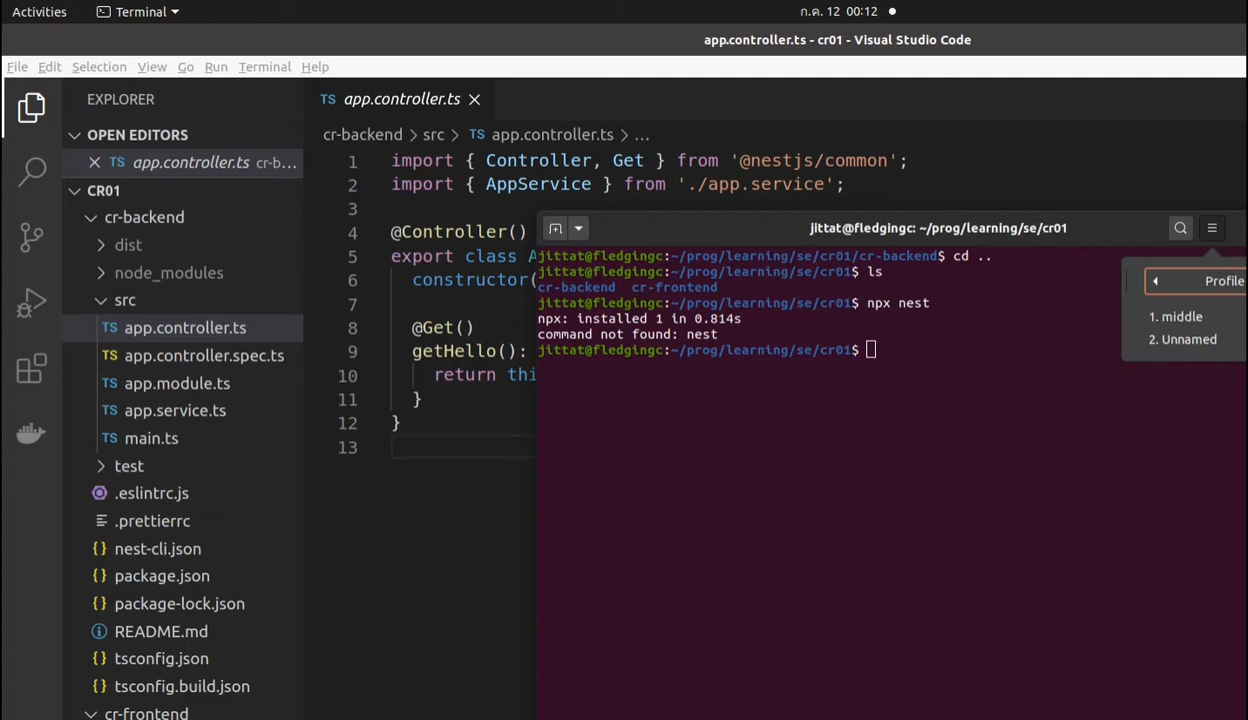 Activities
Terminal
ก.ค. 12 00:12
app.controller.ts - cr01 - Visual Studio Code
File Edit Selection View Go Run Terminal Help
EXPLORER
OPEN EDITORS
TS app.controller.ts cr-b...
CR01
cr-backend
dist
node_modules
src
TS app.controller.ts
TS app.controller.spec.ts
TS app.module.ts
TS app.service.ts
TS main.ts
test
.eslintrc.js
.prettierrc
{} nest-cli.json
{} package.json
{} package-lock.json
README.md
{} tsconfig.json
{} tsconfig.build.json
cr-frontend
TS app.controller.ts
cr-backend > src > TS app.controller.ts > ...
1 import { Controller, Get } from '@nestjs/common';
2 import { AppService } from './app.service';
3
4 @Controller()
5 export class
6 constructor(
7
8 @Get()
9 getHello():
10 return thi
11 }
12 }
13
jittat@fledgingc: ~/prog/learning/se/cr01
jittat@fledgingc:~/prog/learning/se/cr01/cr-backend$ cd ..
jittat@fledgingc:~/prog/learning/se/cr01$ ls
cr-backend cr-frontend
jittat@fledgingc:~/prog/learning/se/cr01$ npx nest
npx: installed 1 in 0.814s
command not found: nest
jittat@fledgingc:~/prog/learning/se/cr01$
Profile
1. middle
2. Unnamed